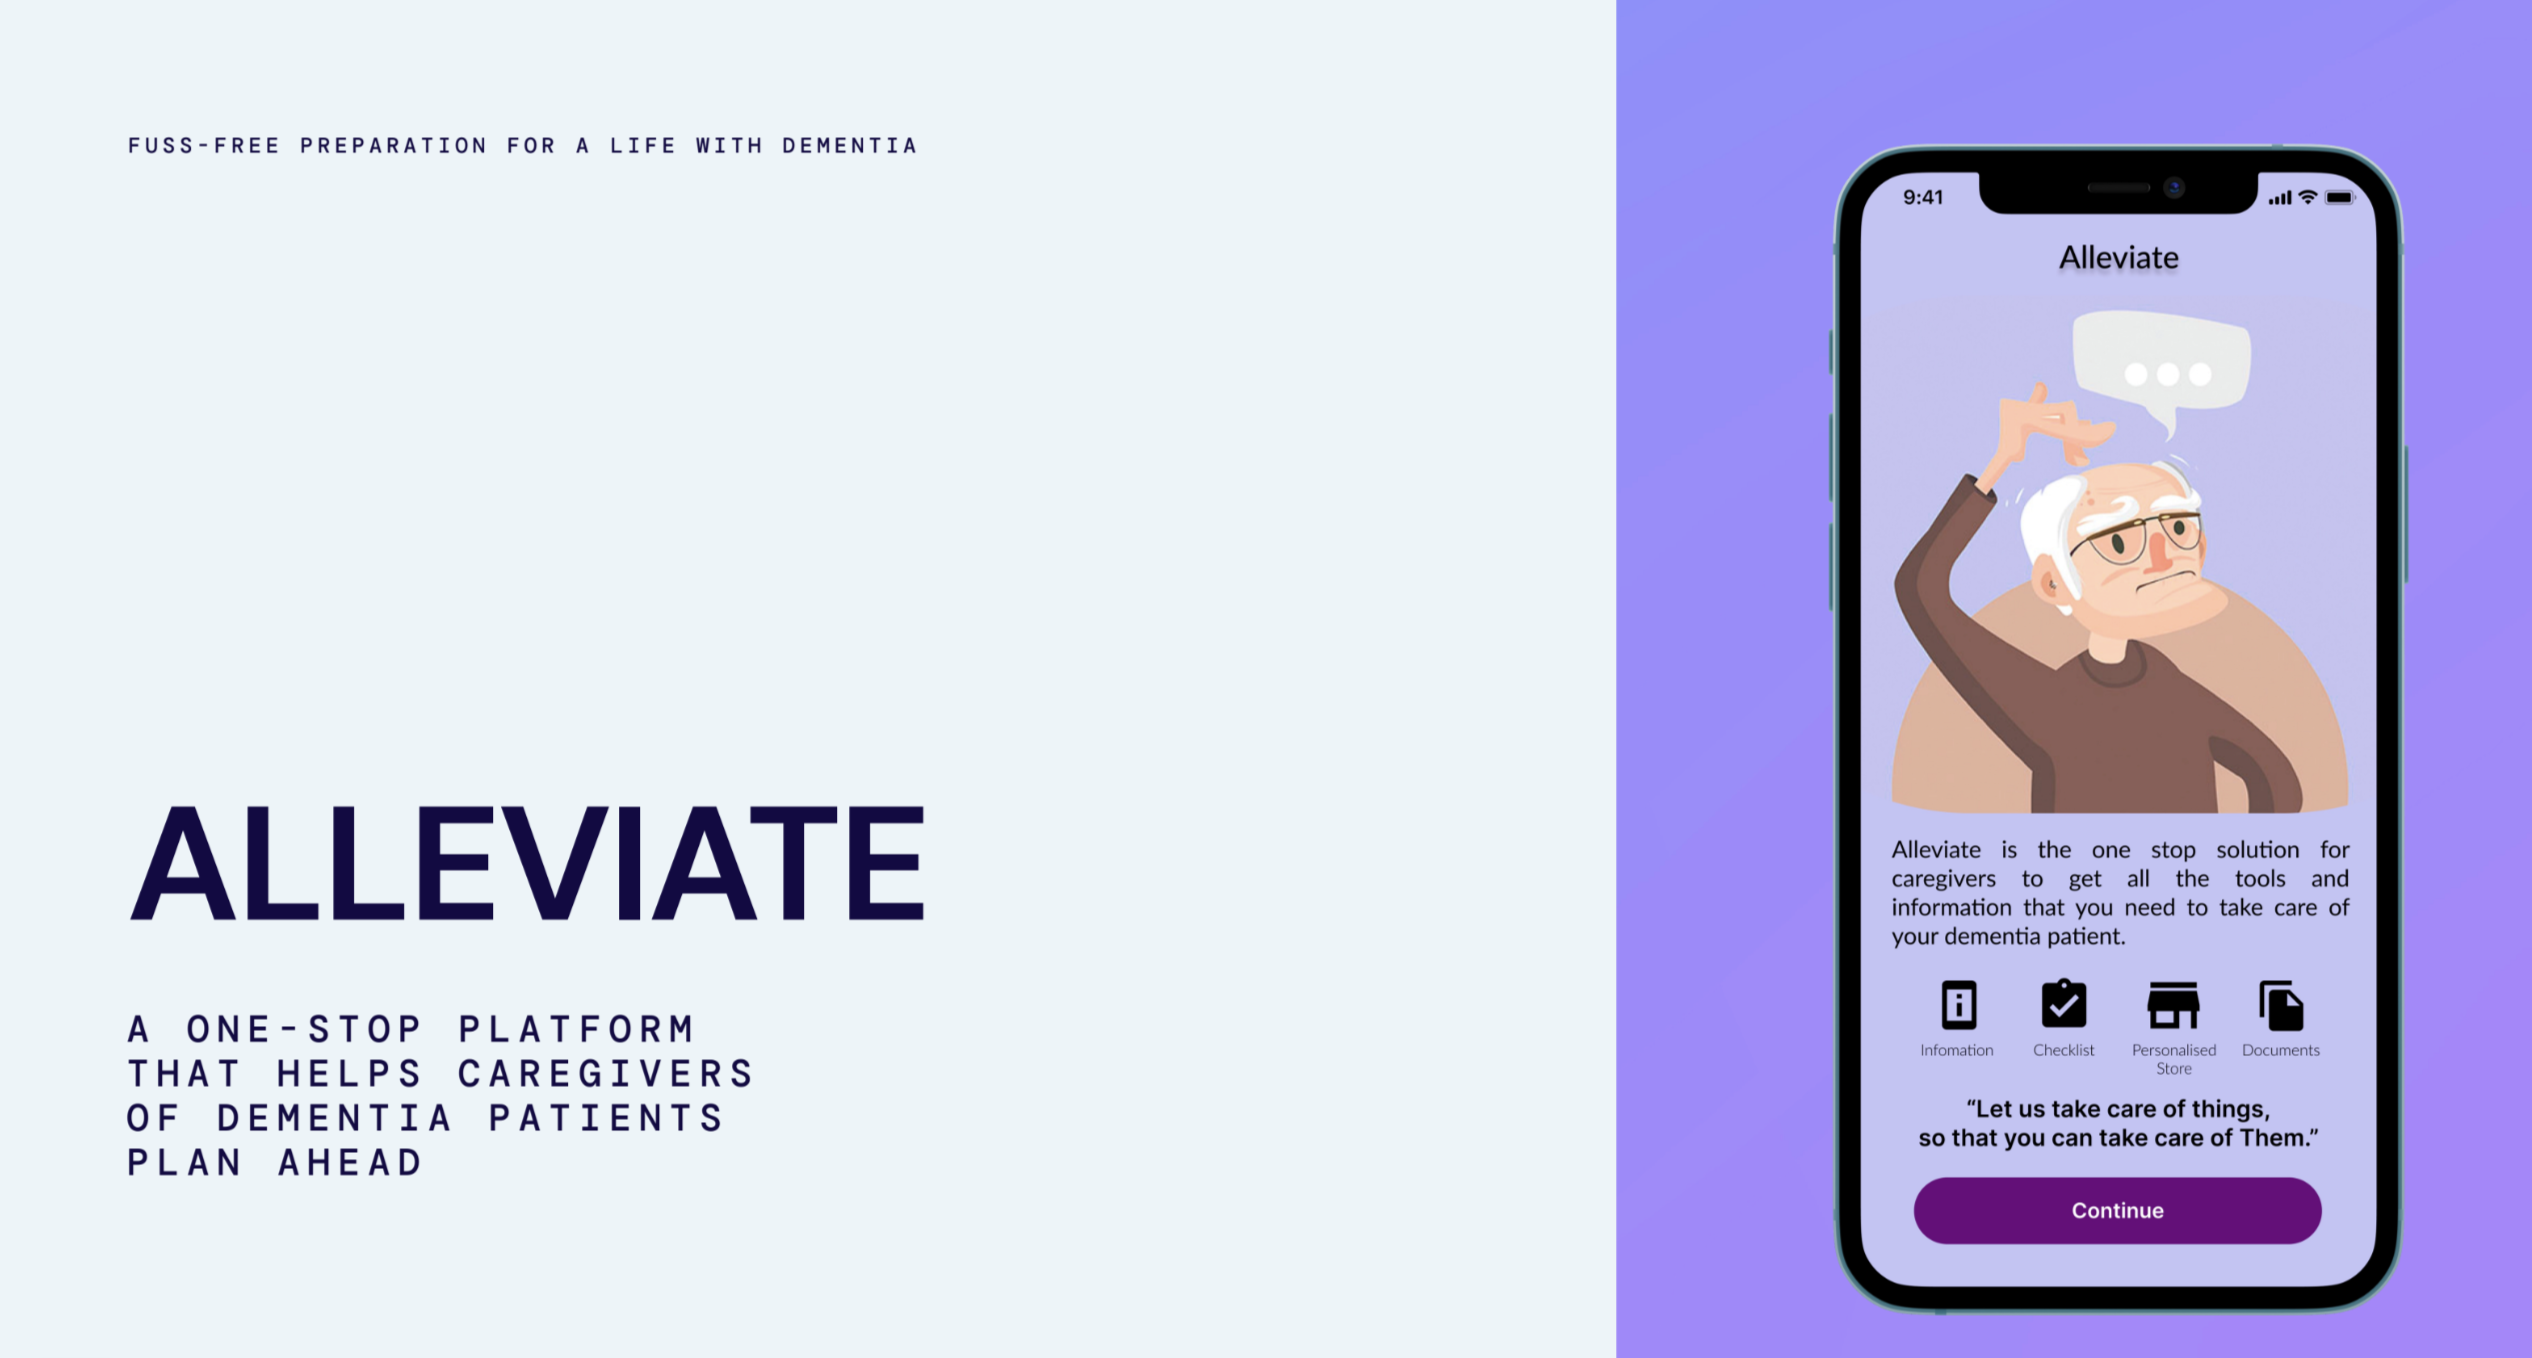 FUSS-FREE PREPARATION FOR A LIFE WITH DEMENTIA
ALLEVIATE
A ONE-STOP PLATFORM
THAT HELPS CAREGIVERS
OF DEMENTIA PATIENTS
PLAN AHEAD
9:41
Alleviate
Alleviate is the one stop solution for
caregivers to get all the tools and
information that you need to take care of
your dementia patient.
Infomation
Checklist
Personalised
Store
Documents
“Let us take care of things,
so that you can take care of Them.”
Continue